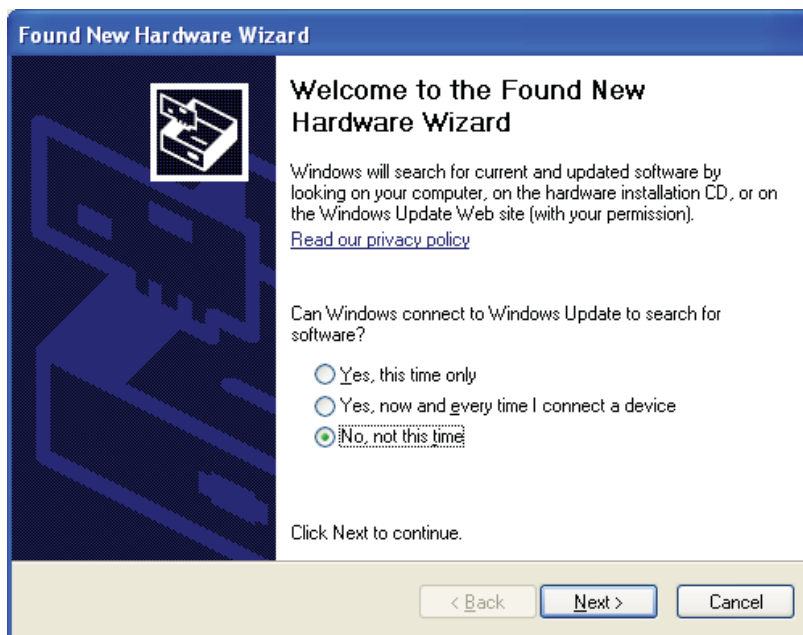 Found New Hardware Wizard
Welcome to the Found New
Hardware Wizard
Windows will search for current and updated software by
looking on your computer, on the hardware installation CD, or on
the Windows Update Web site (with your permission).
Read our privacy policy
Can Windows connect to Windows Update to search for
software?
Yes, this time only
Yes, now and every time I connect a device
No, not this time
Click Next to continue.
< Back Next > Cancel